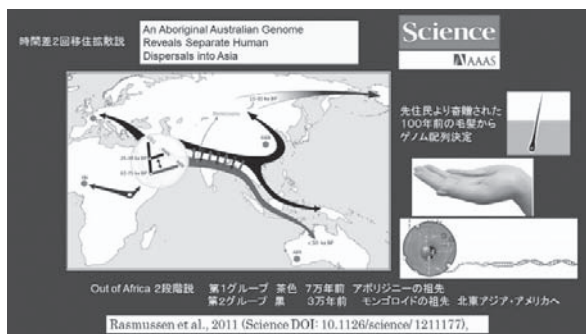 時間差2回移住拡散説
An Aboriginal Australian Genome
Reveals Separate Human
Dispersals into Asia
Science
AAAS
先住民より寄贈された
100年前の毛髪から
ゲノム配列決定
Out of Africa 2段階説 第1グループ 茶色 7万年前 アボリジニーの祖先
第2グループ 黒 3万年前 モンゴロイドの祖先 北東アジア・アメリカへ
Rasmussen et al., 2011 (Science DOI: 10.1126/science/1211177),